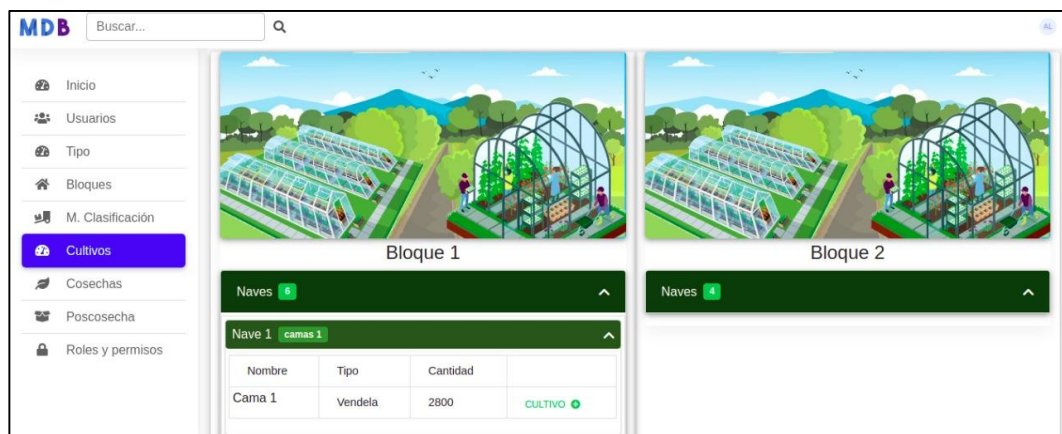 MDB Buscar... AL
Inicio
Usuarios
Tipo
Bloques
M. Clasificación
Cultivos
Cosechas
Poscosecha
Roles y permisos
Bloque 1
Naves 6
Nave 1 camas 1
Nombre Tipo Cantidad
Cama 1 Vendela 2800 CULTIVO
Bloque 2
Naves 4